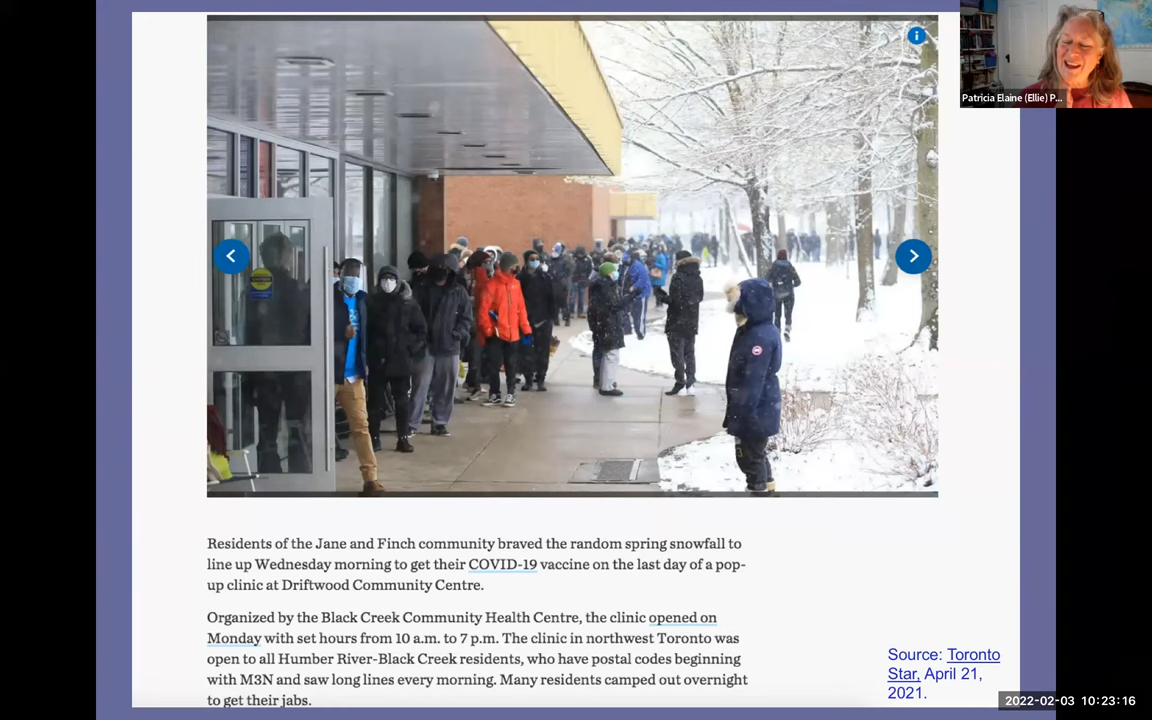 Patricia Elaine (Ellie) P...
Residents of the Jane and Finch community braved the random spring snowfall to
line up Wednesday morning to get their COVID-19 vaccine on the last day of a pop-
up clinic at Driftwood Community Centre.
Organized by the Black Creek Community Health Centre, the clinic opened on
Monday with set hours from 10 a.m. to 7 p.m. The clinic in northwest Toronto was
open to all Humber River-Black Creek residents, who have postal codes beginning
with M3N and saw long lines every morning. Many residents camped out overnight
to get their jabs.
Source: Toronto
Star, April 21,
2021.
2022-02-03 10:23:16